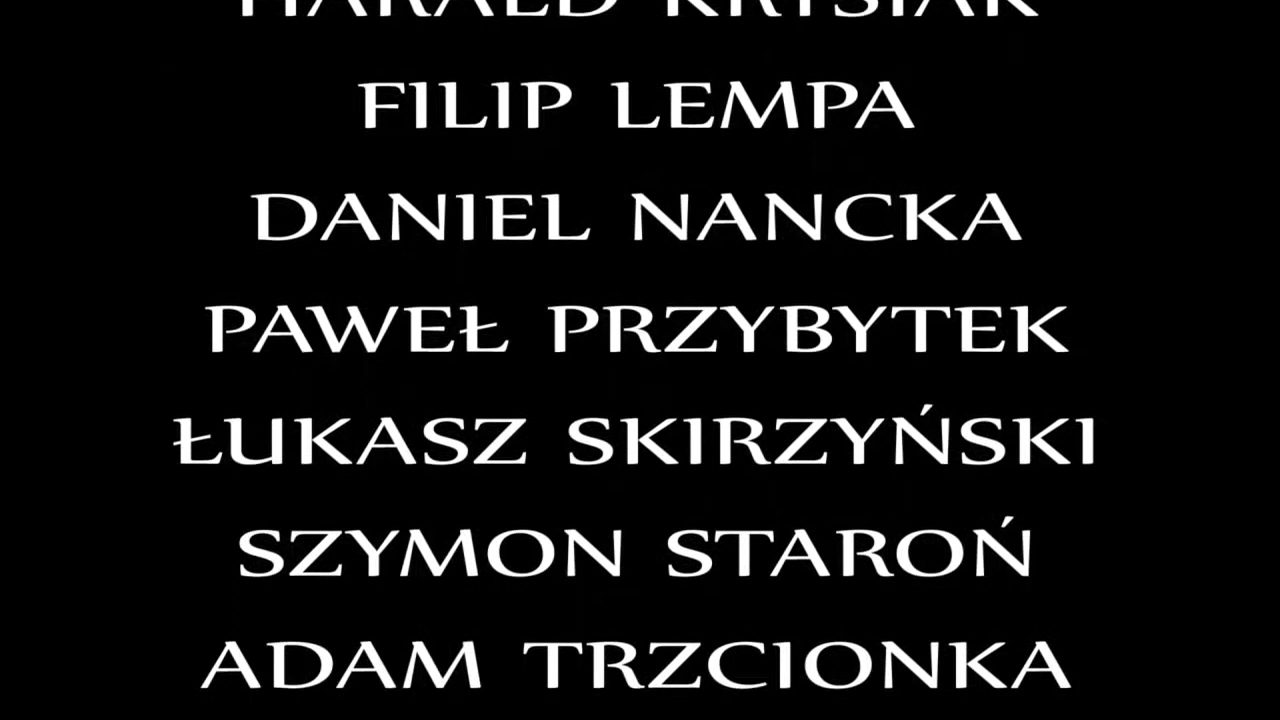 HARALD KRYSIAK
FILIP LEMPA
DANIEL NANCKA
PAWEŁ PRZYBYTEK
ŁUKASZ SKIRZYŃSKI
SZYMON STAROŃ
ADAM TRZCIONKA